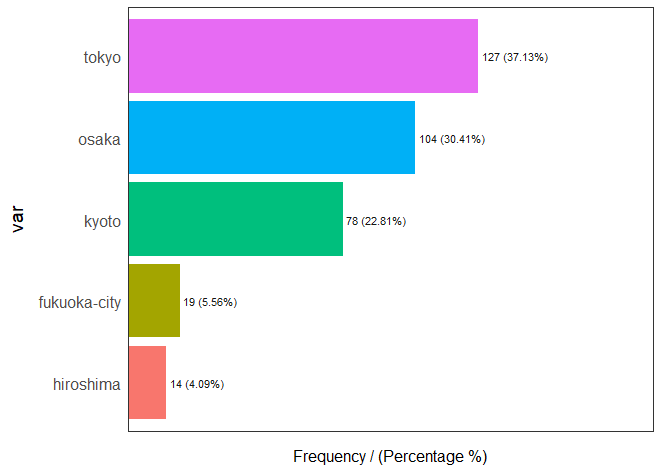 tokyo
127 (37.13%)
osaka
104 (30.41%)
kyoto
78 (22.81%)
fukuoka-city
19 (5.56%)
hiroshima
14 (4.09%)
var
Frequency / (Percentage %)